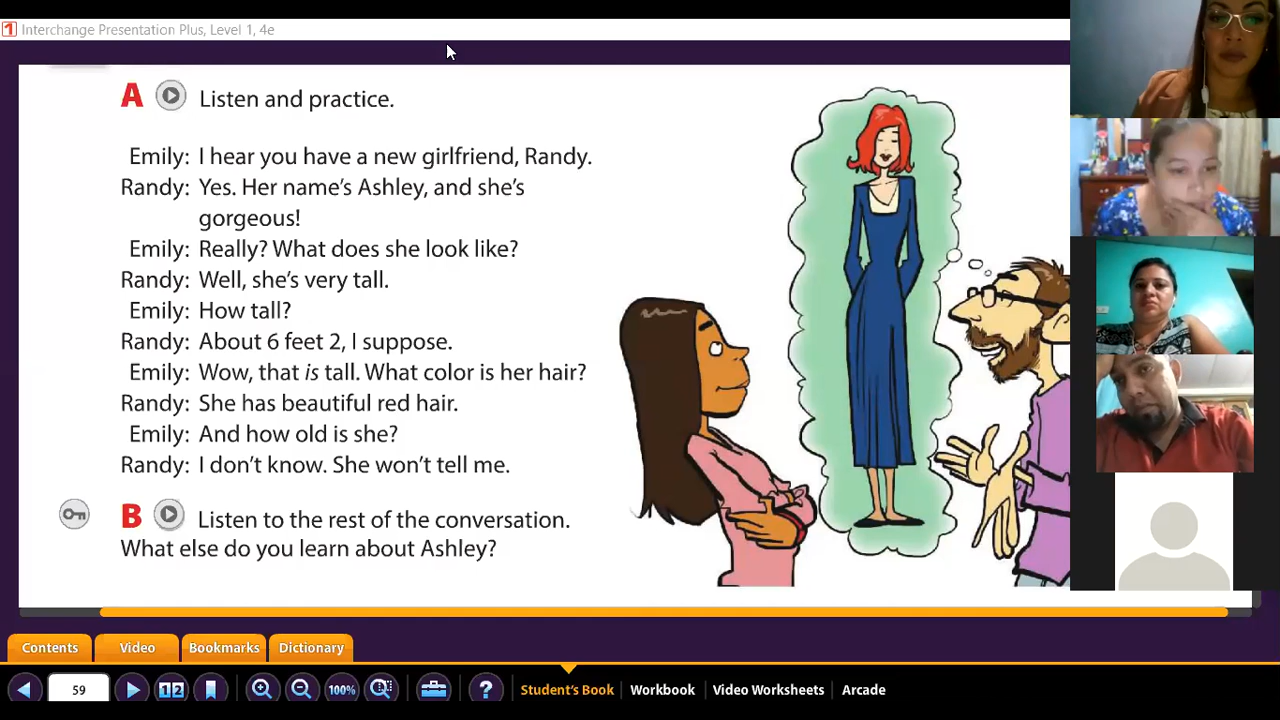 Interchange Presentation Plus, Level 1, 4e
A Listen and practice.
Emily: I hear you have a new girlfriend, Randy.
Randy: Yes. Her name's Ashley, and she's
gorgeous!
Emily: Really? What does she look like?
Randy: Well, she's very tall.
Emily: How tall?
Randy: About 6 feet 2, I suppose.
Emily: Wow, that is tall. What color is her hair?
Randy: She has beautiful red hair.
Emily: And how old is she?
Randy: I don't know. She won't tell me.
B Listen to the rest of the conversation.
What else do you learn about Ashley?
Contents Video Bookmarks Dictionary
59 12 100% ? Student's Book Workbook Video Worksheets Arcade